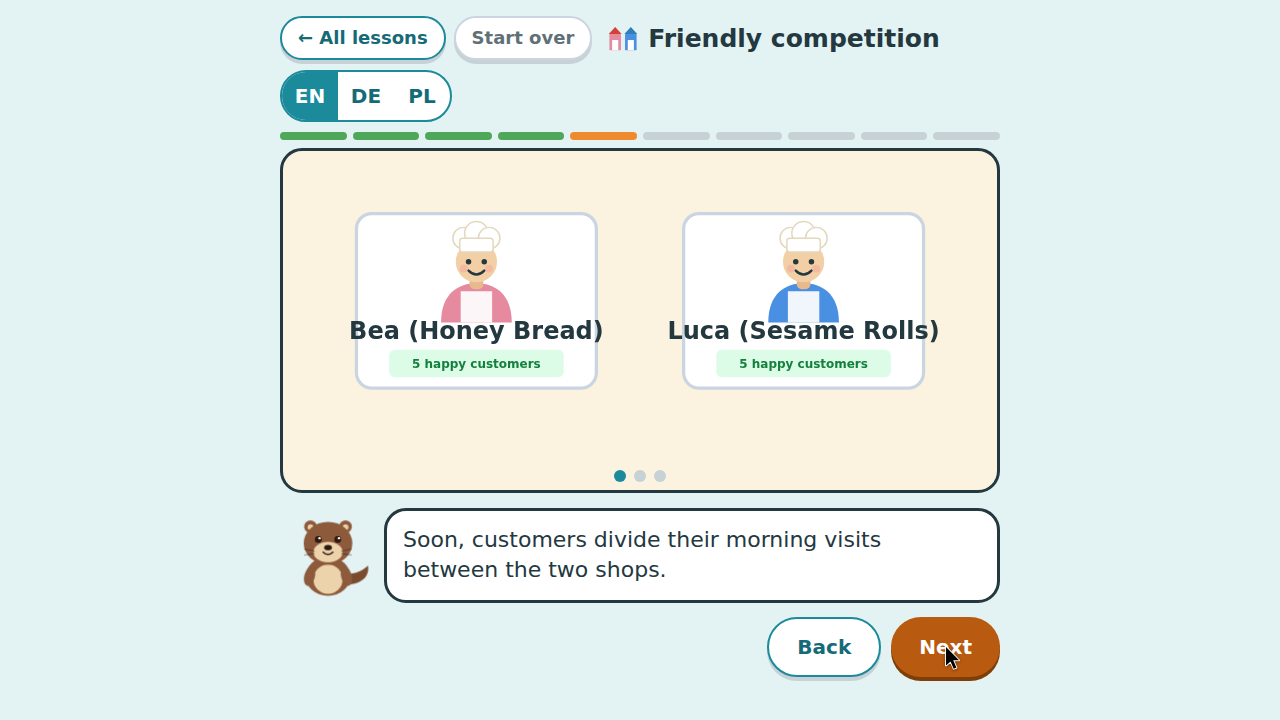 ← All lessons
Start over
Friendly competition
EN
DE
PL
Bea (Honey Bread)
5 happy customers
Luca (Sesame Rolls)
5 happy customers
Soon, customers divide their morning visits
between the two shops.
Back
Next